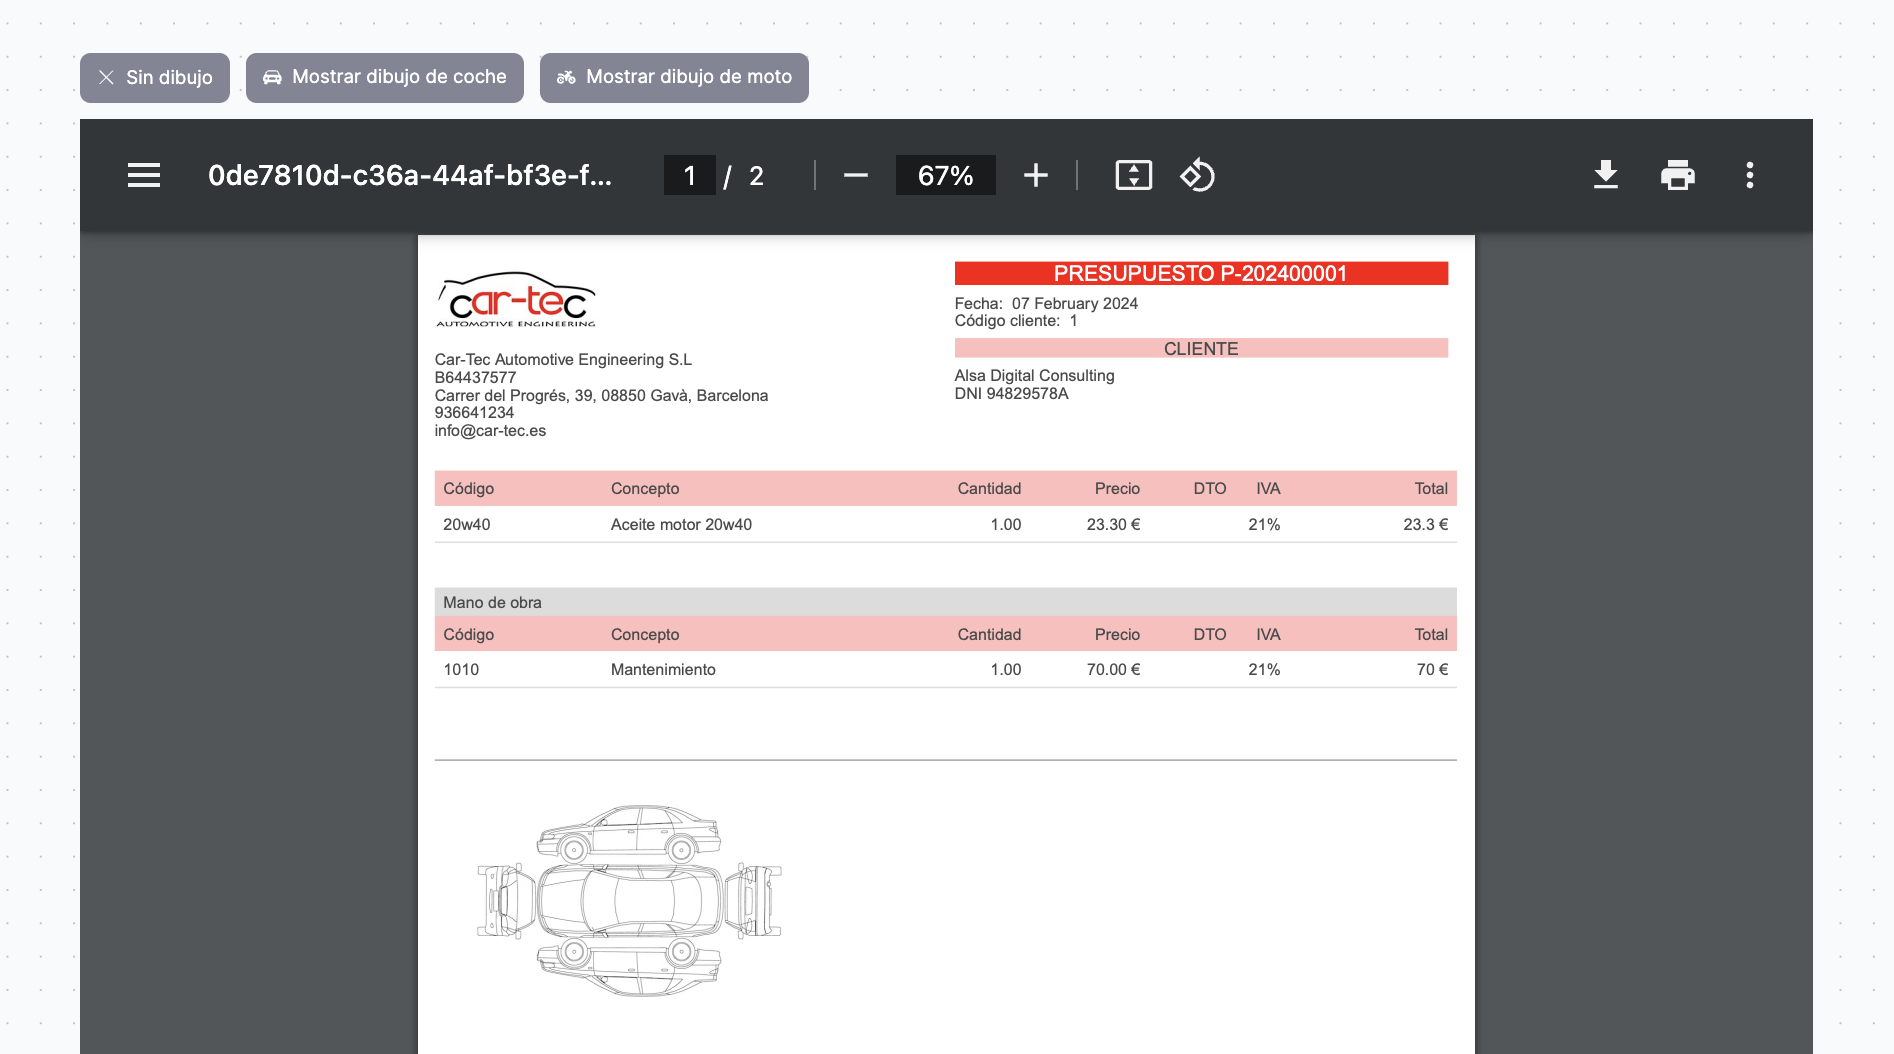 Sin dibujo
Mostrar dibujo de coche
Mostrar dibujo de moto
0de7810d-c36a-44af-bf3e-f...
1 / 2
67%
car-tec
AUTOMOTIVE ENGINEERING
PRESUPUESTO P-202400001
Fecha: 07 February 2024
Código cliente: 1
CLIENTE
Car-Tec Automotive Engineering S.L
B64437577
Carrer del Progrés, 39, 08850 Gavà, Barcelona
936641234
info@car-tec.es
Alsa Digital Consulting
DNI 94829578A
Código Concepto Cantidad Precio DTO IVA Total
20w40 Aceite motor 20w40 1.00 23.30 € 21% 23.3 €
Mano de obra
Código Concepto Cantidad Precio DTO IVA Total
1010 Mantenimiento 1.00 70.00 € 21% 70 €